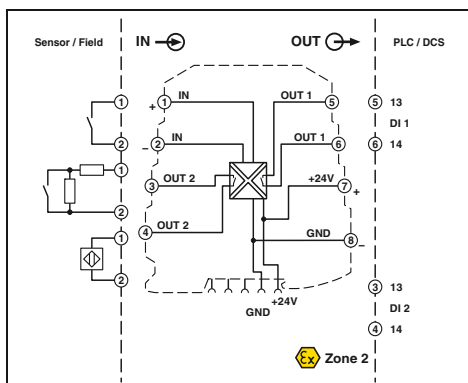 Sensor / Field
IN
OUT
PLC / DCS
1
+ 1 IN
OUT 1 5
5 13
DI 1
2
– 2 IN
OUT 1 6
6 14
1
3 OUT 2
+24V 7 +
2
4 OUT 2
GND 8 –
1
2
+24V
GND
3 13
DI 2
4 14
Ex Zone 2